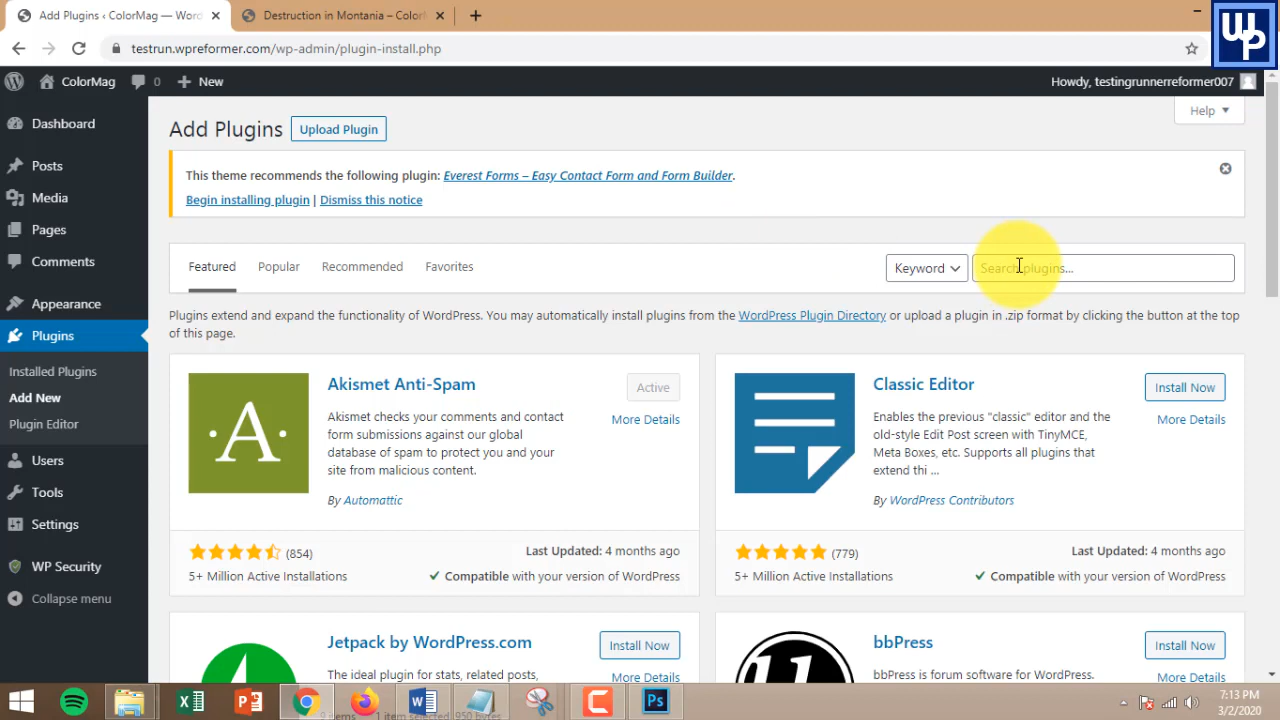 Add Plugins ‹ ColorMag — Wor
Destruction in Montania – Color
WP
testrun.wpreformer.com/wp-admin/plugin-install.php
ColorMag
0
New
Howdy, testingrunnerreformer007
Help
Dashboard
Posts
Media
Pages
Comments
Appearance
Plugins
Installed Plugins
Add New
Plugin Editor
Users
Tools
Settings
WP Security
Collapse menu
Add Plugins
Upload Plugin
This theme recommends the following plugin: Everest Forms – Easy Contact Form and Form Builder.
Begin installing plugin | Dismiss this notice
Featured
Popular
Recommended
Favorites
Keyword
Search plugins...
Plugins extend and expand the functionality of WordPress. You may automatically install plugins from the WordPress Plugin Directory or upload a plugin in .zip format by clicking the button at the top
of this page.
A
Akismet Anti-Spam
Active
More Details
Akismet checks your comments and contact
form submissions against our global
database of spam to protect you and your
site from malicious content.
By Automattic
(854)
5+ Million Active Installations
Last Updated: 4 months ago
Compatible with your version of WordPress
Classic Editor
Install Now
More Details
Enables the previous "classic" editor and the
old-style Edit Post screen with TinyMCE,
Meta Boxes, etc. Supports all plugins that
extend thi ...
By WordPress Contributors
(779)
5+ Million Active Installations
Last Updated: 4 months ago
Compatible with your version of WordPress
Jetpack by WordPress.com
Install Now
More Details
The ideal plugin for stats, related posts,
bbPress
Install Now
More Details
bbPress is forum software for WordPress.
9 items 1 item selected 950 bytes
7:13 PM
3/2/2020